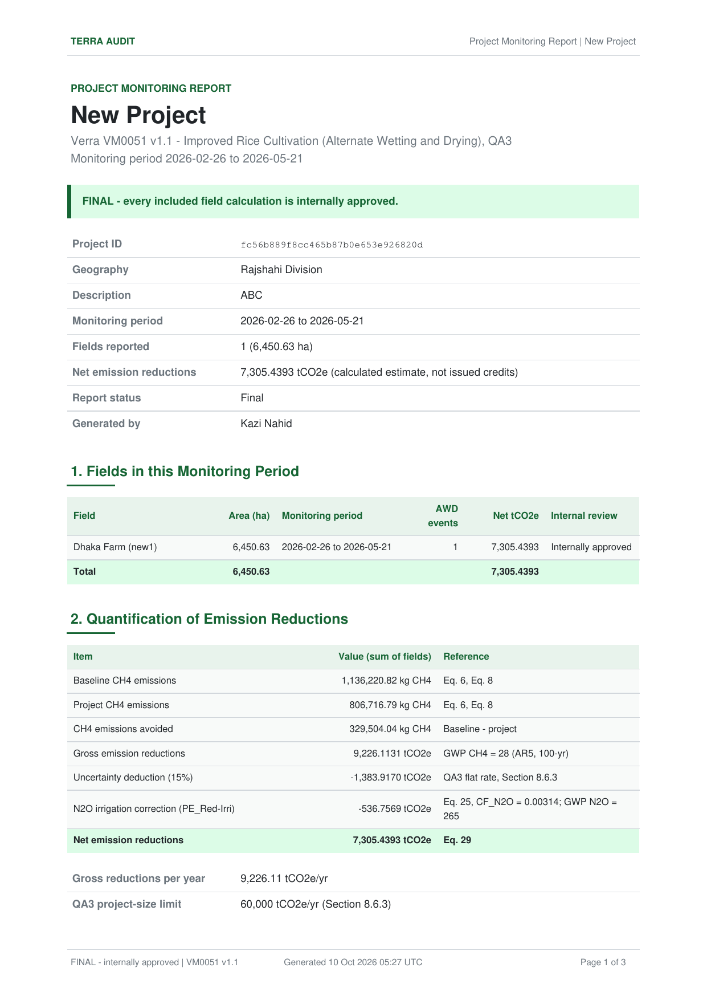 TERRA AUDIT
Project Monitoring Report | New Project
PROJECT MONITORING REPORT
New Project
Verra VM0051 v1.1 - Improved Rice Cultivation (Alternate Wetting and Drying), QA3
Monitoring period 2026-02-26 to 2026-05-21
FINAL - every included field calculation is internally approved.
Project ID fc56b889f8cc465b87b0e653e926820d
Geography Rajshahi Division
Description ABC
Monitoring period 2026-02-26 to 2026-05-21
Fields reported 1 (6,450.63 ha)
Net emission reductions 7,305.4393 tCO2e (calculated estimate, not issued credits)
Report status Final
Generated by Kazi Nahid
1. Fields in this Monitoring Period
Field Area (ha) Monitoring period AWD events Net tCO2e Internal review
Dhaka Farm (new1) 6,450.63 2026-02-26 to 2026-05-21 1 7,305.4393 Internally approved
Total 6,450.63 7,305.4393
2. Quantification of Emission Reductions
Item Value (sum of fields) Reference
Baseline CH4 emissions 1,136,220.82 kg CH4 Eq. 6, Eq. 8
Project CH4 emissions 806,716.79 kg CH4 Eq. 6, Eq. 8
CH4 emissions avoided 329,504.04 kg CH4 Baseline - project
Gross emission reductions 9,226.1131 tCO2e GWP CH4 = 28 (AR5, 100-yr)
Uncertainty deduction (15%) -1,383.9170 tCO2e QA3 flat rate, Section 8.6.3
N2O irrigation correction (PE_Red-Irri) -536.7569 tCO2e Eq. 25, CF_N2O = 0.00314; GWP N2O =
265
Net emission reductions 7,305.4393 tCO2e Eq. 29
Gross reductions per year 9,226.11 tCO2e/yr
QA3 project-size limit 60,000 tCO2e/yr (Section 8.6.3)
FINAL - internally approved | VM0051 v1.1 Generated 10 Oct 2026 05:27 UTC Page 1 of 3